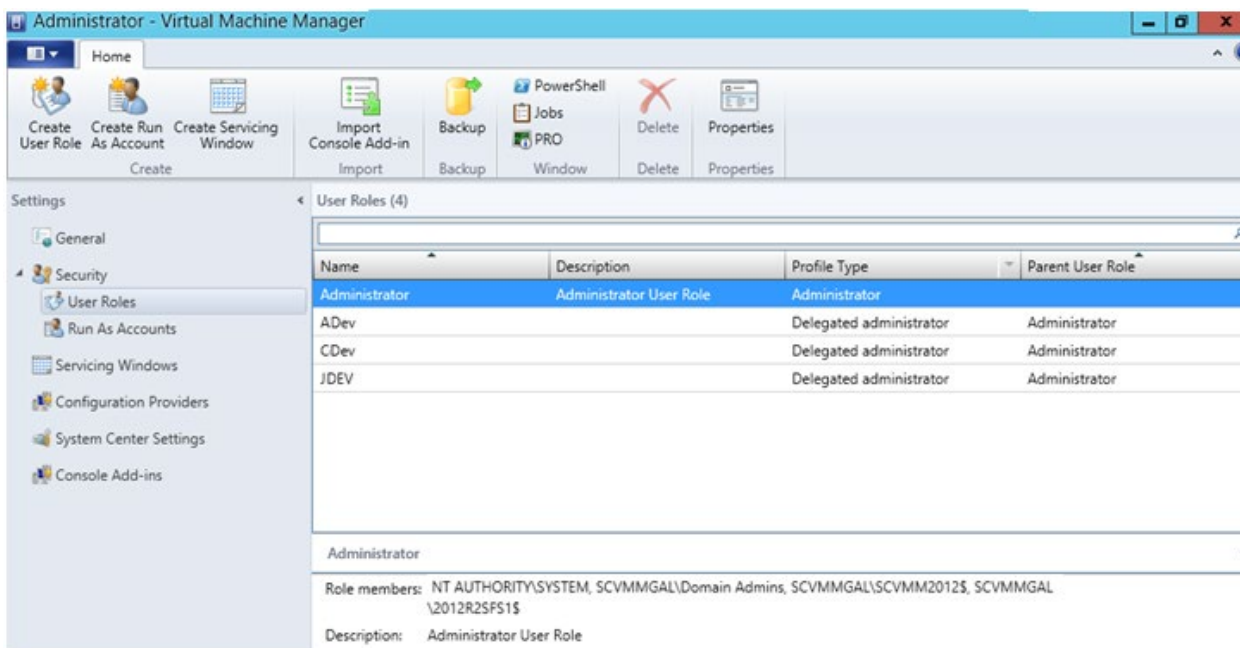 Administrator - Virtual Machine Manager
Home
Create User Role
Create Run As Account
Create Servicing Window
Create
Import Console Add-in
Import
Backup
Backup
PowerShell
Jobs
PRO
Window
Delete
Delete
Properties
Properties
Settings
General
Security
User Roles
Run As Accounts
Servicing Windows
Configuration Providers
System Center Settings
Console Add-ins
User Roles (4)
Name Description Profile Type Parent User Role
Administrator Administrator User Role Administrator
ADev Delegated administrator Administrator
CDev Delegated administrator Administrator
JDEV Delegated administrator Administrator
Administrator
Role members: NT AUTHORITY\SYSTEM, SCVMMGAL\Domain Admins, SCVMMGAL\SCVMM2012$, SCVMMGAL
\2012R2SFS1$
Description: Administrator User Role